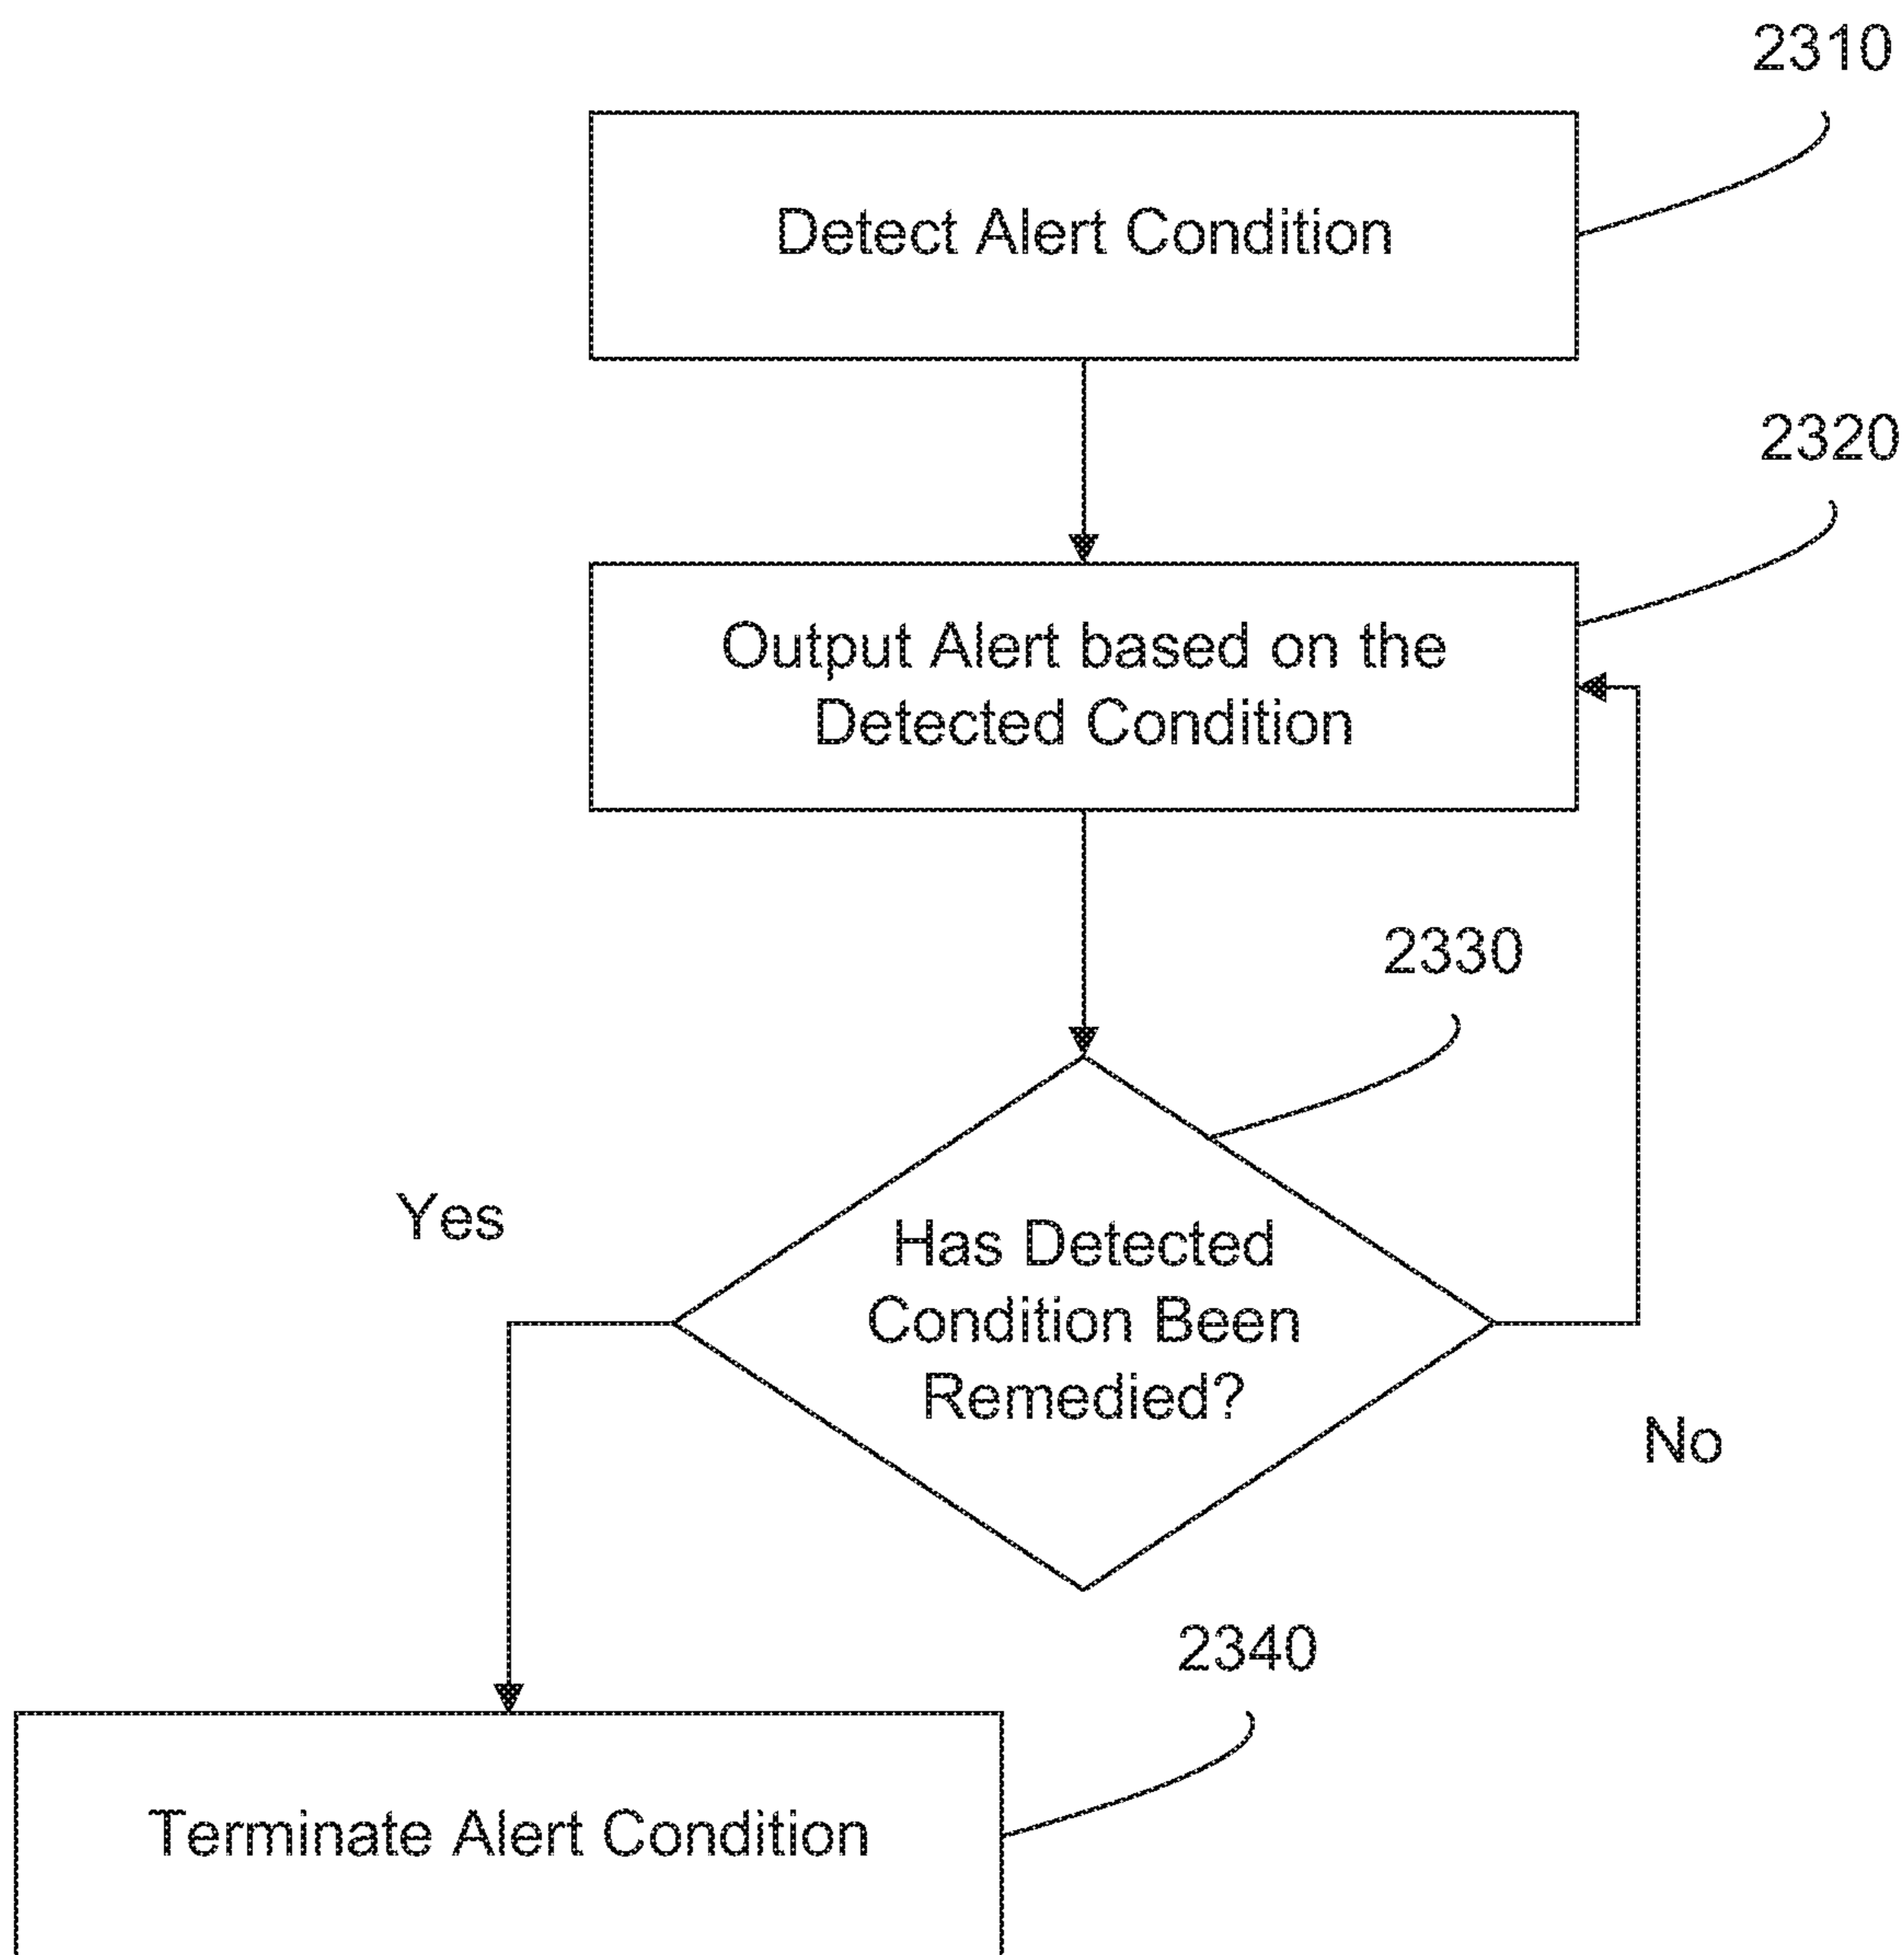 2310
Detect Alert Condition
2320
Output Alert based on the
Detected Condition
2330
Yes
Has Detected
Condition Been
Remedied?
No
2340
Terminate Alert Condition